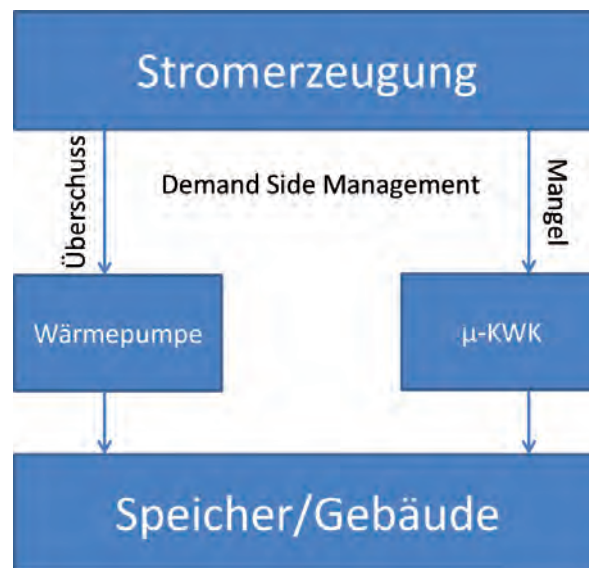 Stromerzeugung
Überschuss
Demand Side Management
Mangel
Wärmepumpe
µ-KWK
Speicher/Gebäude